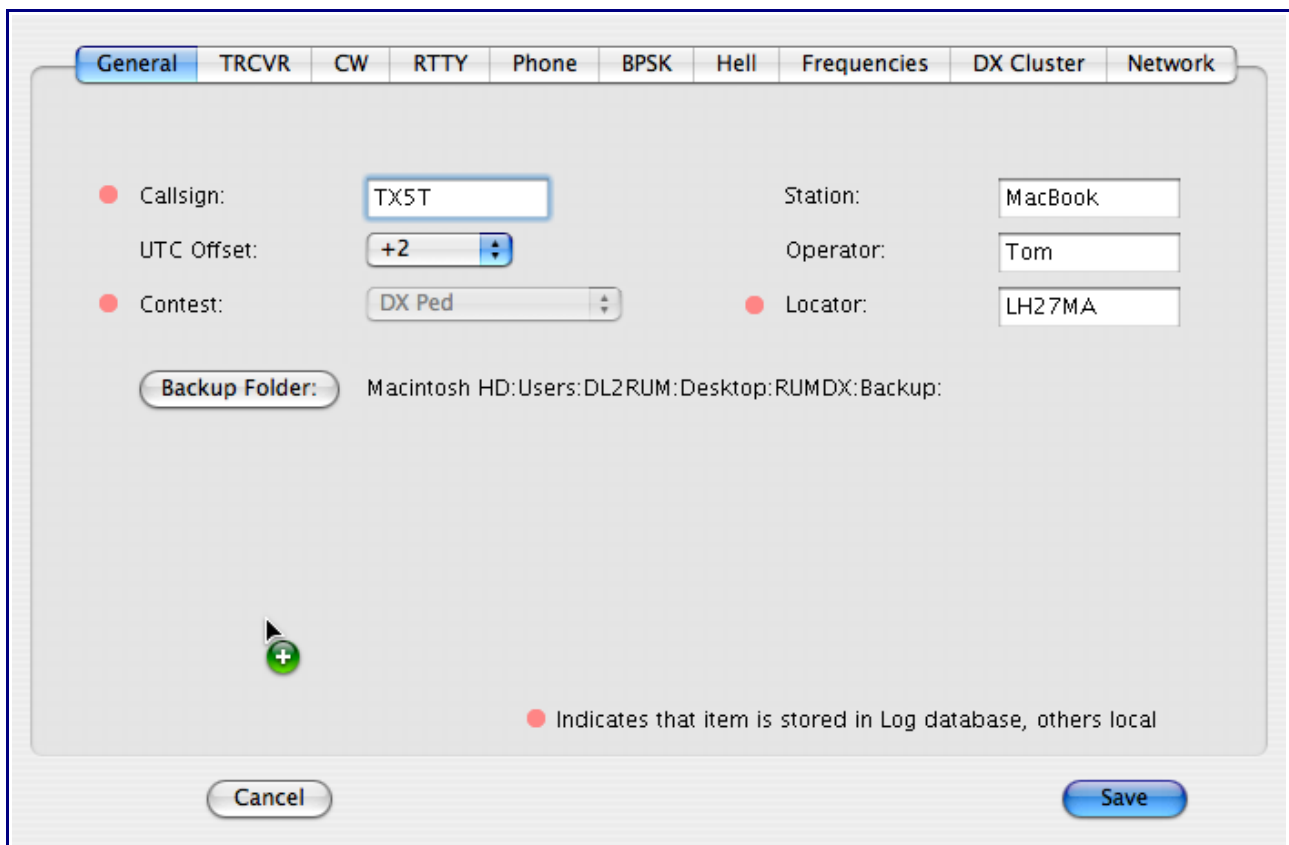 General TRCVR CW RTTY Phone BPSK Hell Frequencies DX Cluster Network
Callsign: TX5T Station: MacBook
UTC Offset: +2 Operator: Tom
Contest: DX Ped Locator: LH27MA
Backup Folder: Macintosh HD:Users:DL2RUM:Desktop:RUMDX:Backup:
Indicates that item is stored in Log database, others local
Cancel Save